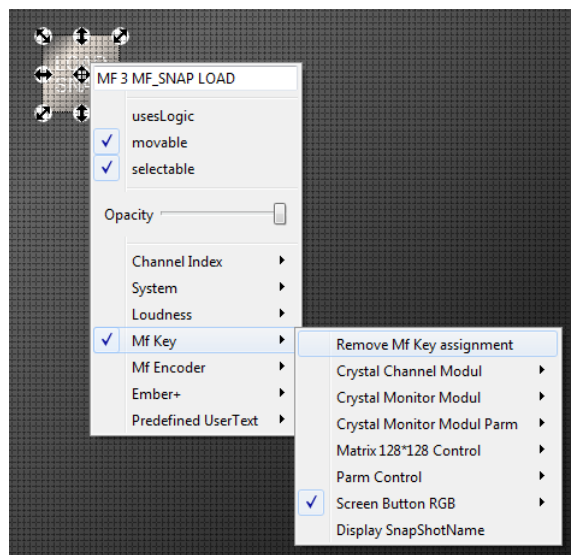 MF 3 MF_SNAP LOAD
usesLogic
movable
selectable
Opacity
Channel Index
System
Loudness
Mf Key
Mf Encoder
Ember+
Predefined UserText
Remove Mf Key assignment
Crystal Channel Modul
Crystal Monitor Modul
Crystal Monitor Modul Parm
Matrix 128*128 Control
Parm Control
Screen Button RGB
Display SnapShotName